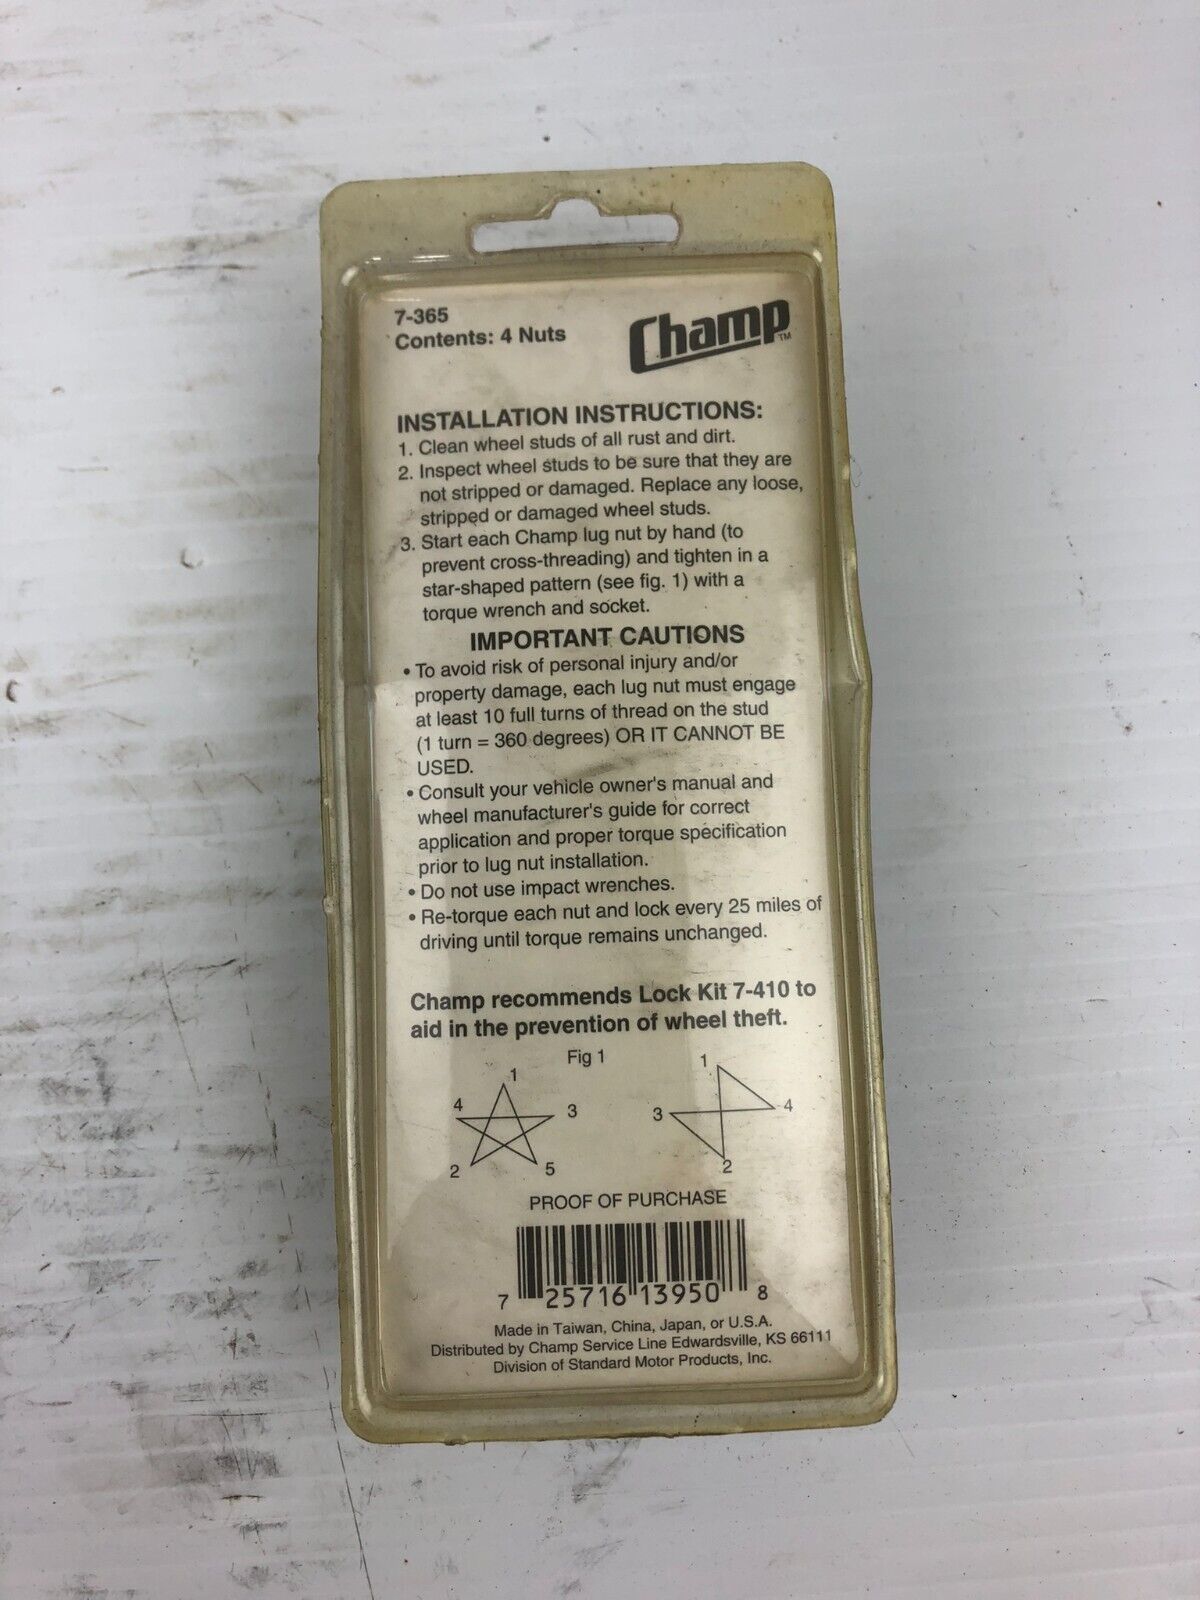 7-365
Contents: 4 Nuts
Champ™
INSTALLATION INSTRUCTIONS:
1. Clean wheel studs of all rust and dirt.
2. Inspect wheel studs to be sure that they are
not stripped or damaged. Replace any loose,
stripped or damaged wheel studs.
3. Start each Champ lug nut by hand (to
prevent cross-threading) and tighten in a
star-shaped pattern (see fig. 1) with a
torque wrench and socket.
IMPORTANT CAUTIONS
• To avoid risk of personal injury and/or
property damage, each lug nut must engage
at least 10 full turns of thread on the stud
(1 turn = 360 degrees) OR IT CANNOT BE
USED.
• Consult your vehicle owner's manual and
wheel manufacturer's guide for correct
application and proper torque specification
prior to lug nut installation.
• Do not use impact wrenches.
• Re-torque each nut and lock every 25 miles of
driving until torque remains unchanged.
Champ recommends Lock Kit 7-410 to
aid in the prevention of wheel theft.
Fig 1
1
4 3
2 5
1
3 4
2
PROOF OF PURCHASE
7 25716 13950 8
Made in Taiwan, China, Japan, or U.S.A.
Distributed by Champ Service Line Edwardsville, KS 66111
Division of Standard Motor Products, Inc.